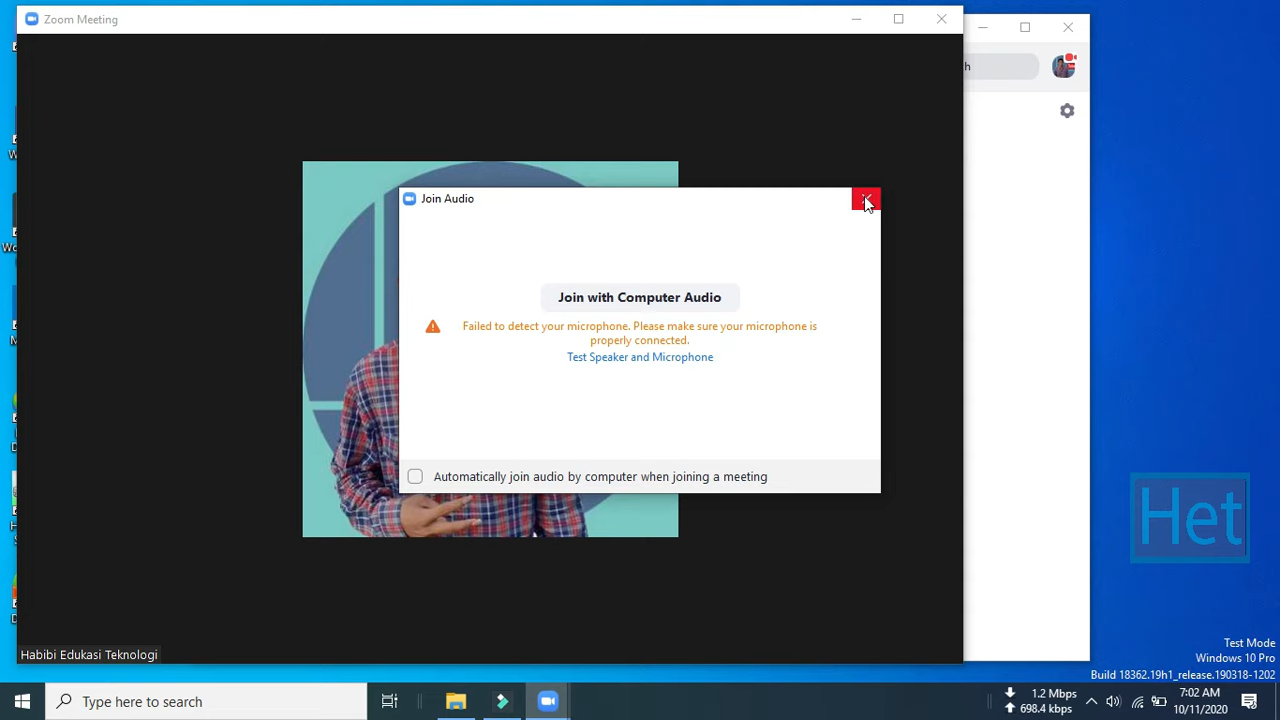 Zoom Meeting
h
Join Audio
Join with Computer Audio
Failed to detect your microphone. Please make sure your microphone is
properly connected.
Test Speaker and Microphone
Automatically join audio by computer when joining a meeting
Het
Habibi Edukasi Teknologi
Test Mode
Windows 10 Pro
Build 18362.19h1_release.190318-1202
Type here to search
1.2 Mbps
698.4 kbps
7:02 AM
10/11/2020